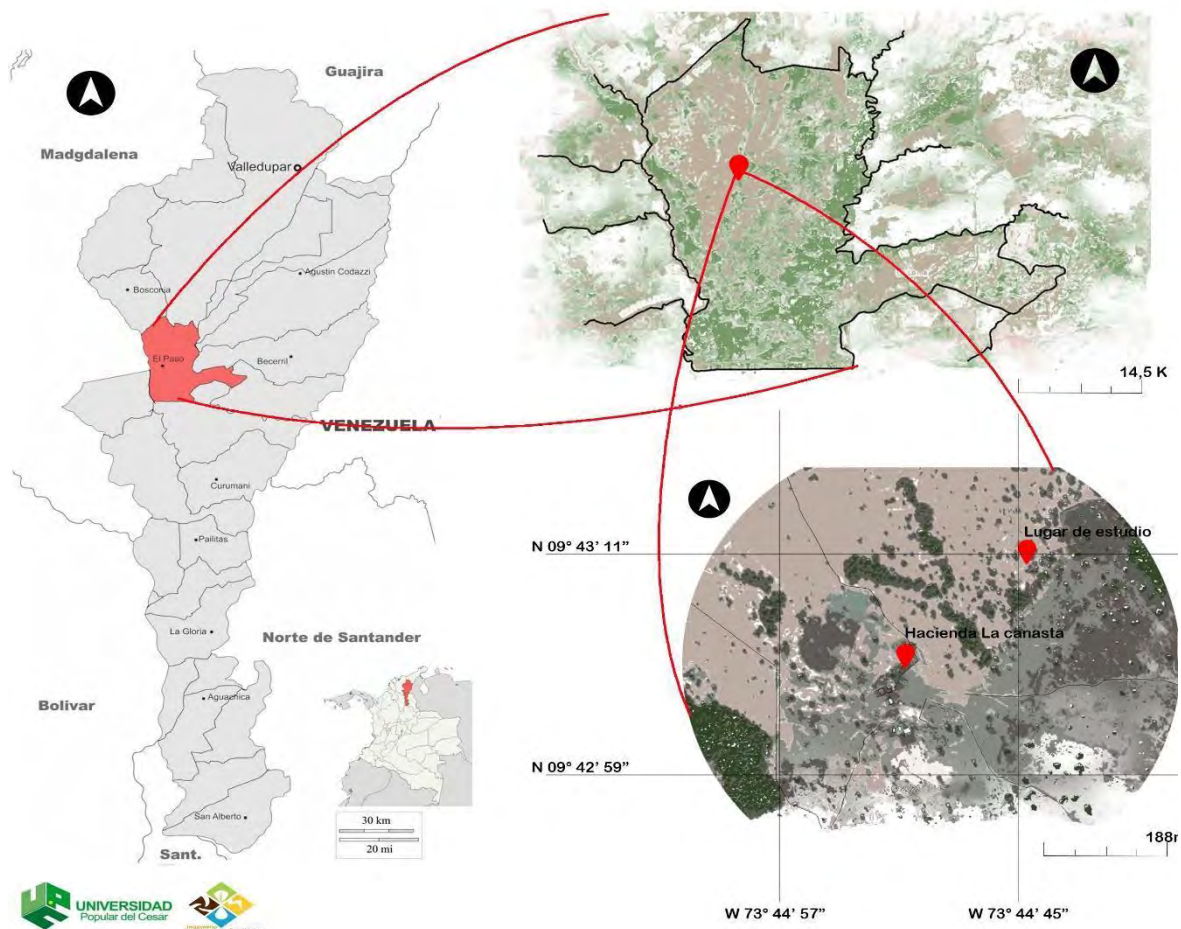 Guajira
Madgdalena
Valledupar
Agustin Codazzi
Bosconia
El Paso
Becerril
VENEZUELA
Curumani
Pailitas
La Gloria
Norte de Santander
Bolivar
Aguachica
San Alberto
Sant.
30 km
20 mi
UNIVERSIDAD
Popular del Cesar
14,5 K
Lugar de estudio
N 09° 43’ 11”
Hacienda La canasta
N 09° 42’ 59”
188m
W 73° 44’ 57”
W 73° 44’ 45”